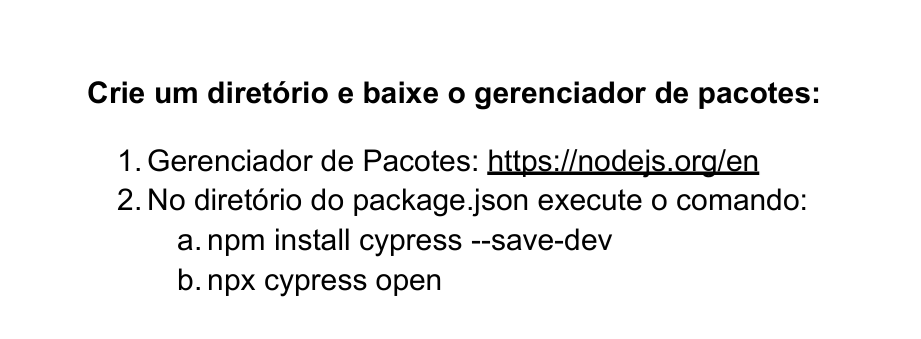 Crie um diretório e baixe o gerenciador de pacotes:
1. Gerenciador de Pacotes: https://nodejs.org/en
2. No diretório do package.json execute o comando:
a. npm install cypress --save-dev
b. npx cypress open